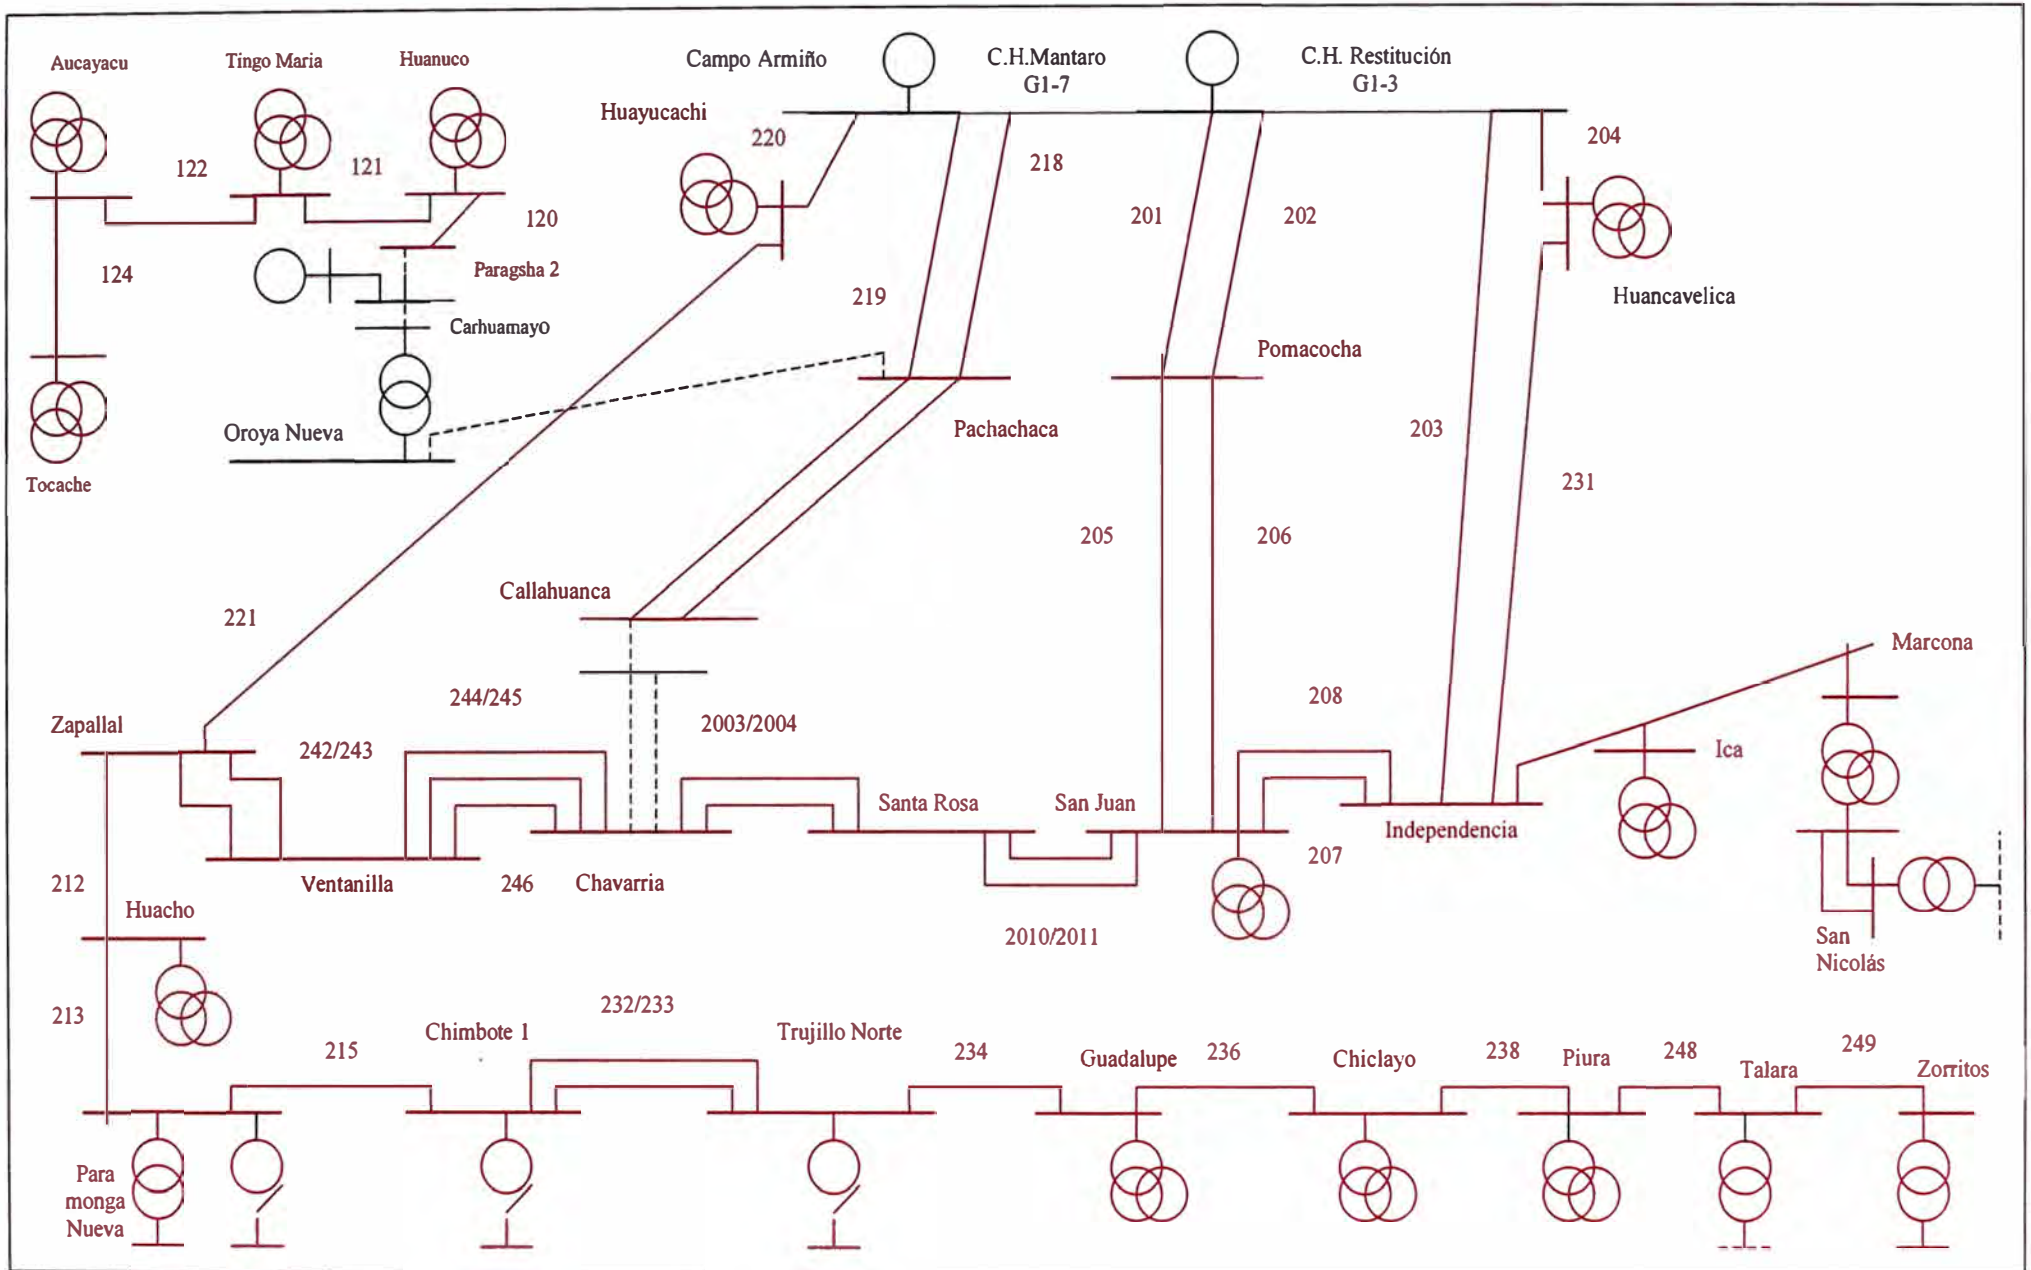 Aucayacu
Tingo Maria
Huanuco
Campo Armiño
C.H.Mantaro
G1-7
C.H. Restitución
G1-3
Huayucachi
220
218
204
122
121
120
201
202
124
Paragsha 2
219
Huancavelica
Carhuamayo
Pomacocha
Oroya Nueva
Pachachaca
203
Tocache
231
205
206
Callahuanca
221
Marcona
244/245
208
Zapallal
2003/2004
242/243
Ica
Santa Rosa
San Juan
Independencia
212
Ventanilla
246
Chavarria
207
Huacho
2010/2011
San
Nicolás
213
232/233
215
Chimbote 1
Trujillo Norte
234
Guadalupe
236
Chiclayo
238
Piura
248
Talara
249
Zorritos
Para
monga
Nueva